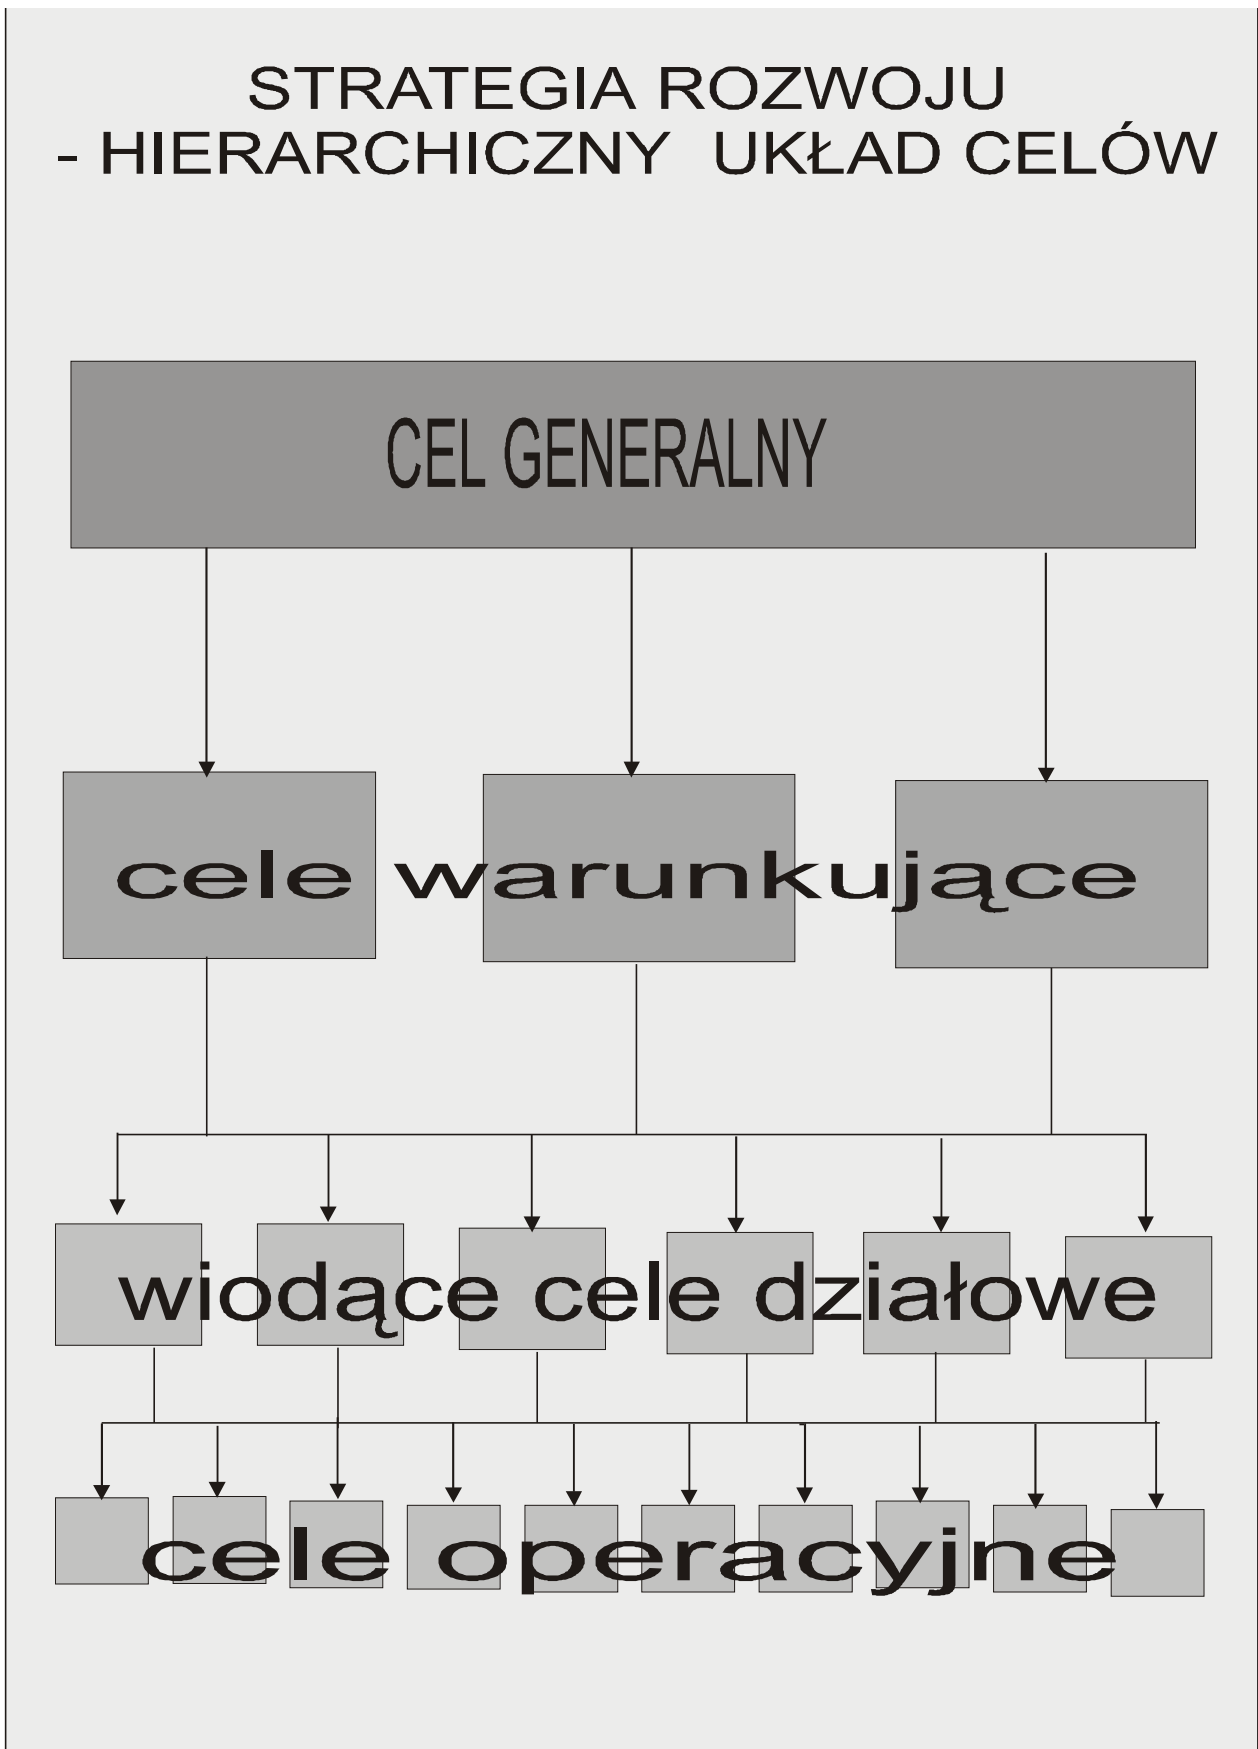 STRATEGIA ROZWOJU
- HIERARCHICZNY UKŁAD CELÓW
CEL GENERALNY
cele warunkujące
wiodące cele działowe
cele operacyjne